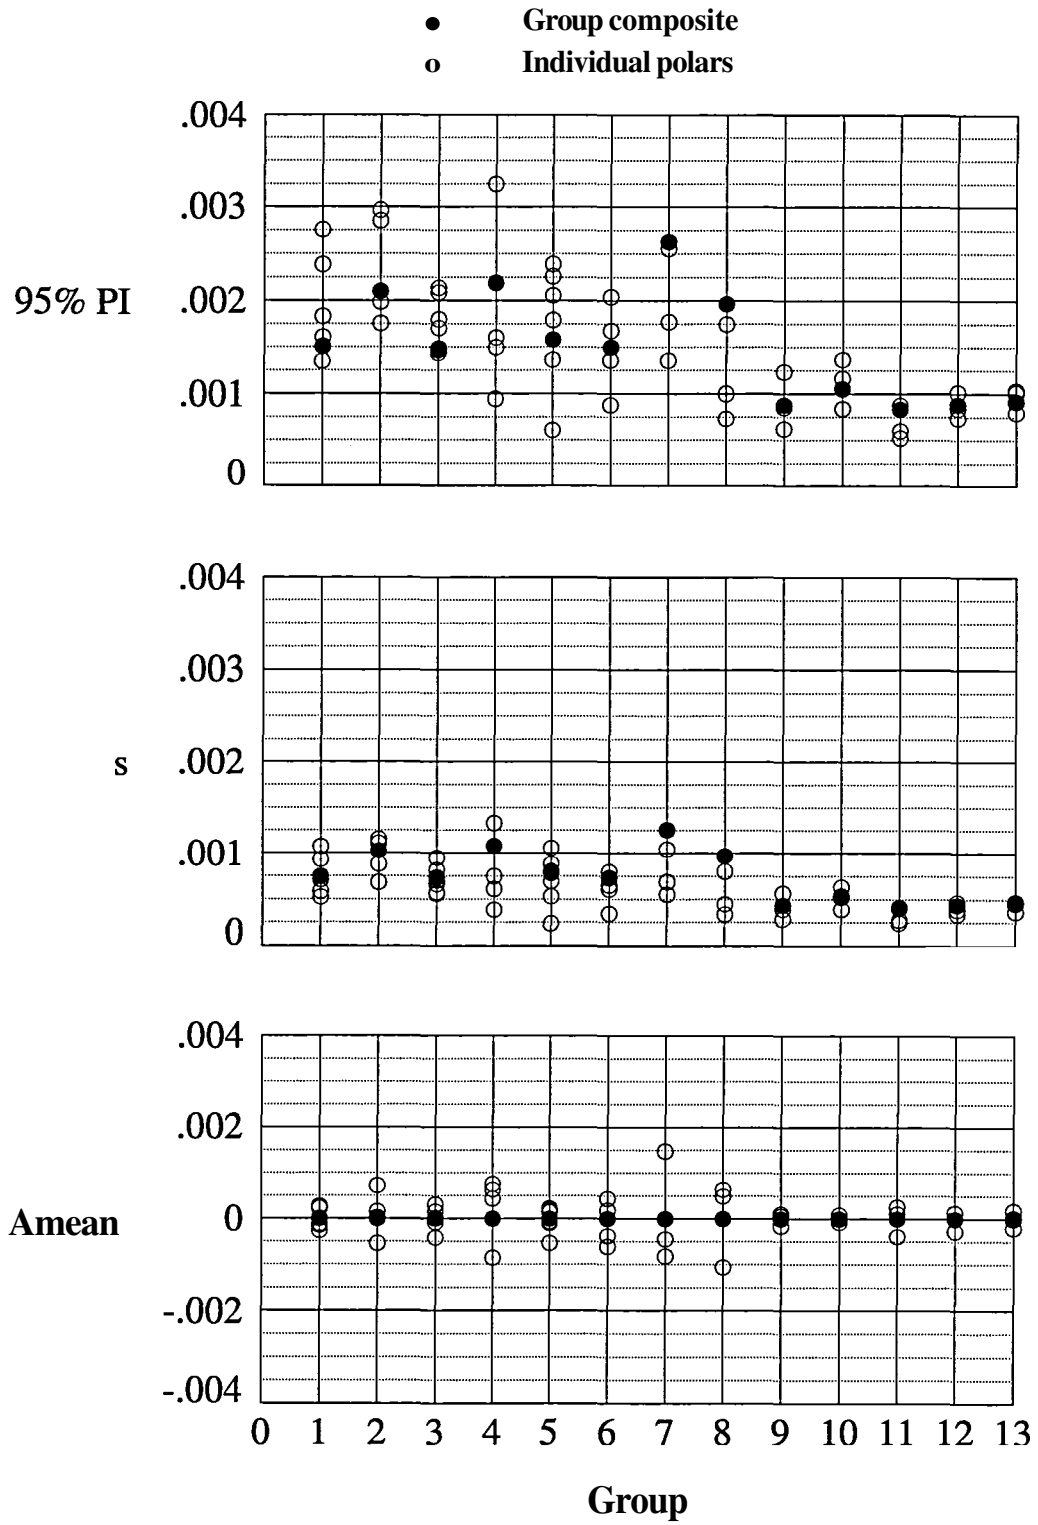 ● Group composite
o Individual polars
.004
.003
95% PI .002
.001
0
.004
.003
s .002
.001
0
.004
.002
Amean 0
-.002
-.004
0 1 2 3 4 5 6 7 8 9 10 11 12 13
Group